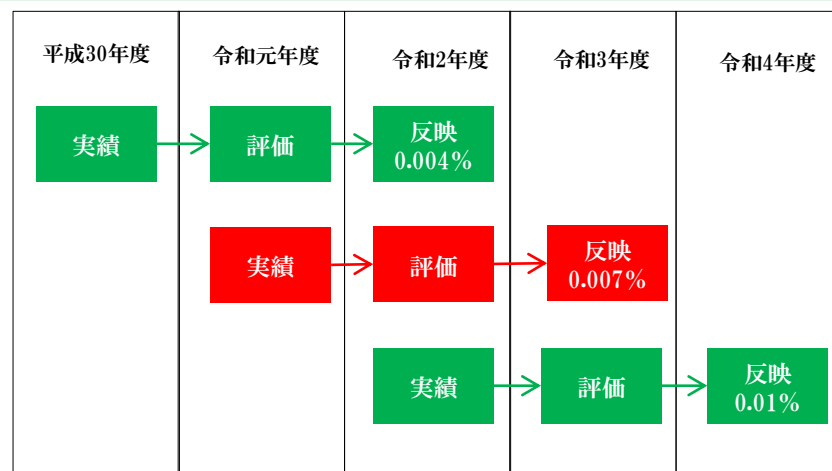 平成30年度
令和元年度
令和2年度
令和3年度
令和4年度
実績
評価
反映
0.004%
実績
評価
反映
0.007%
実績
評価
反映
0.01%